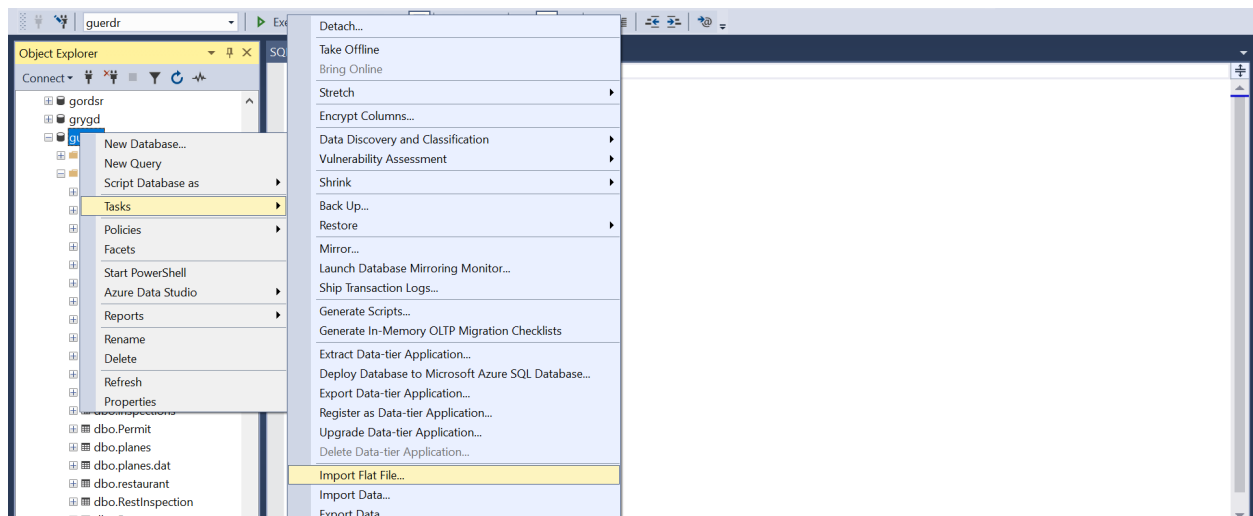 guerdr
Exe
Object Explorer
SQ
Connect
gordsr
grygd
gu
New Database...
New Query
Script Database as
Tasks
Policies
Facets
Start PowerShell
Azure Data Studio
Reports
Rename
Delete
Refresh
Properties
dbo.Inspections
dbo.Permit
dbo.planes
dbo.planes.dat
dbo.restaurant
dbo.RestInspection
Detach...
Take Offline
Bring Online
Stretch
Encrypt Columns...
Data Discovery and Classification
Vulnerability Assessment
Shrink
Back Up...
Restore
Mirror...
Launch Database Mirroring Monitor...
Ship Transaction Logs...
Generate Scripts...
Generate In-Memory OLTP Migration Checklists
Extract Data-tier Application...
Deploy Database to Microsoft Azure SQL Database...
Export Data-tier Application...
Register as Data-tier Application...
Upgrade Data-tier Application...
Delete Data-tier Application...
Import Flat File...
Import Data...
Export Data